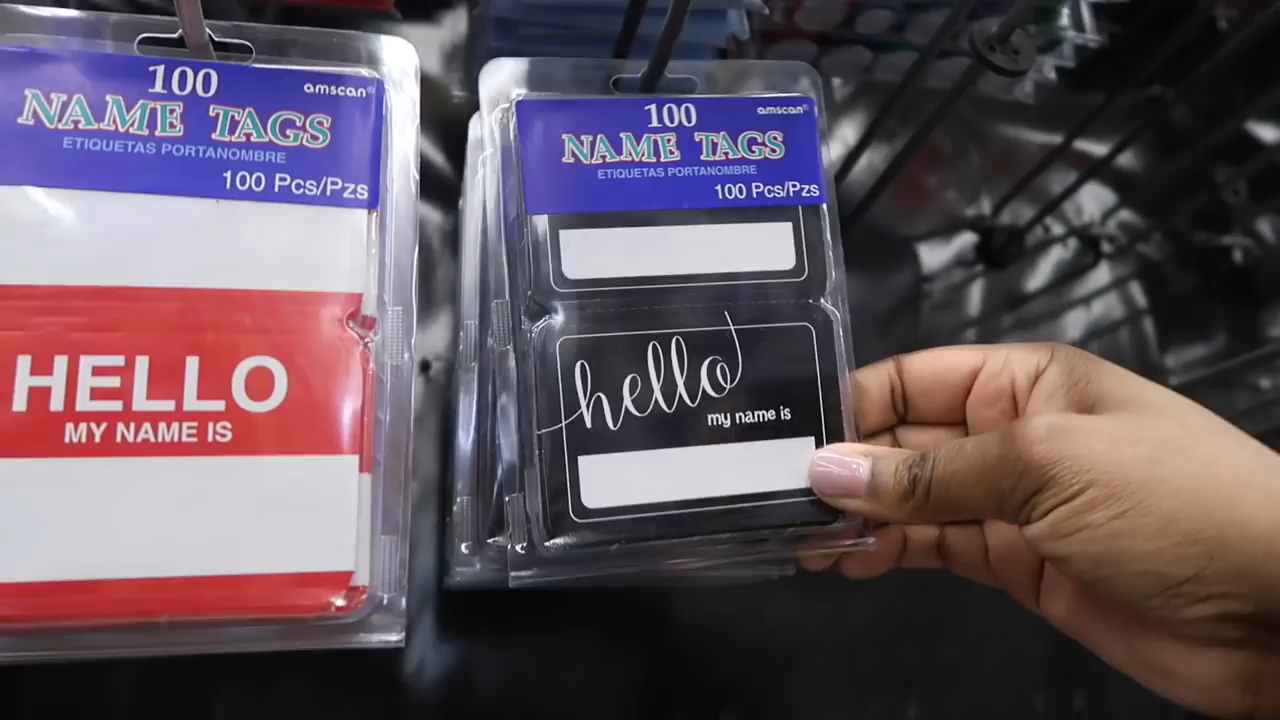 100
amscan®
NAME TAGS
ETIQUETAS PORTANOMBRE
100 Pcs/Pzs
HELLO
MY NAME IS
100
amscan®
NAME TAGS
ETIQUETAS PORTANOMBRE
100 Pcs/Pzs
hello
my name is